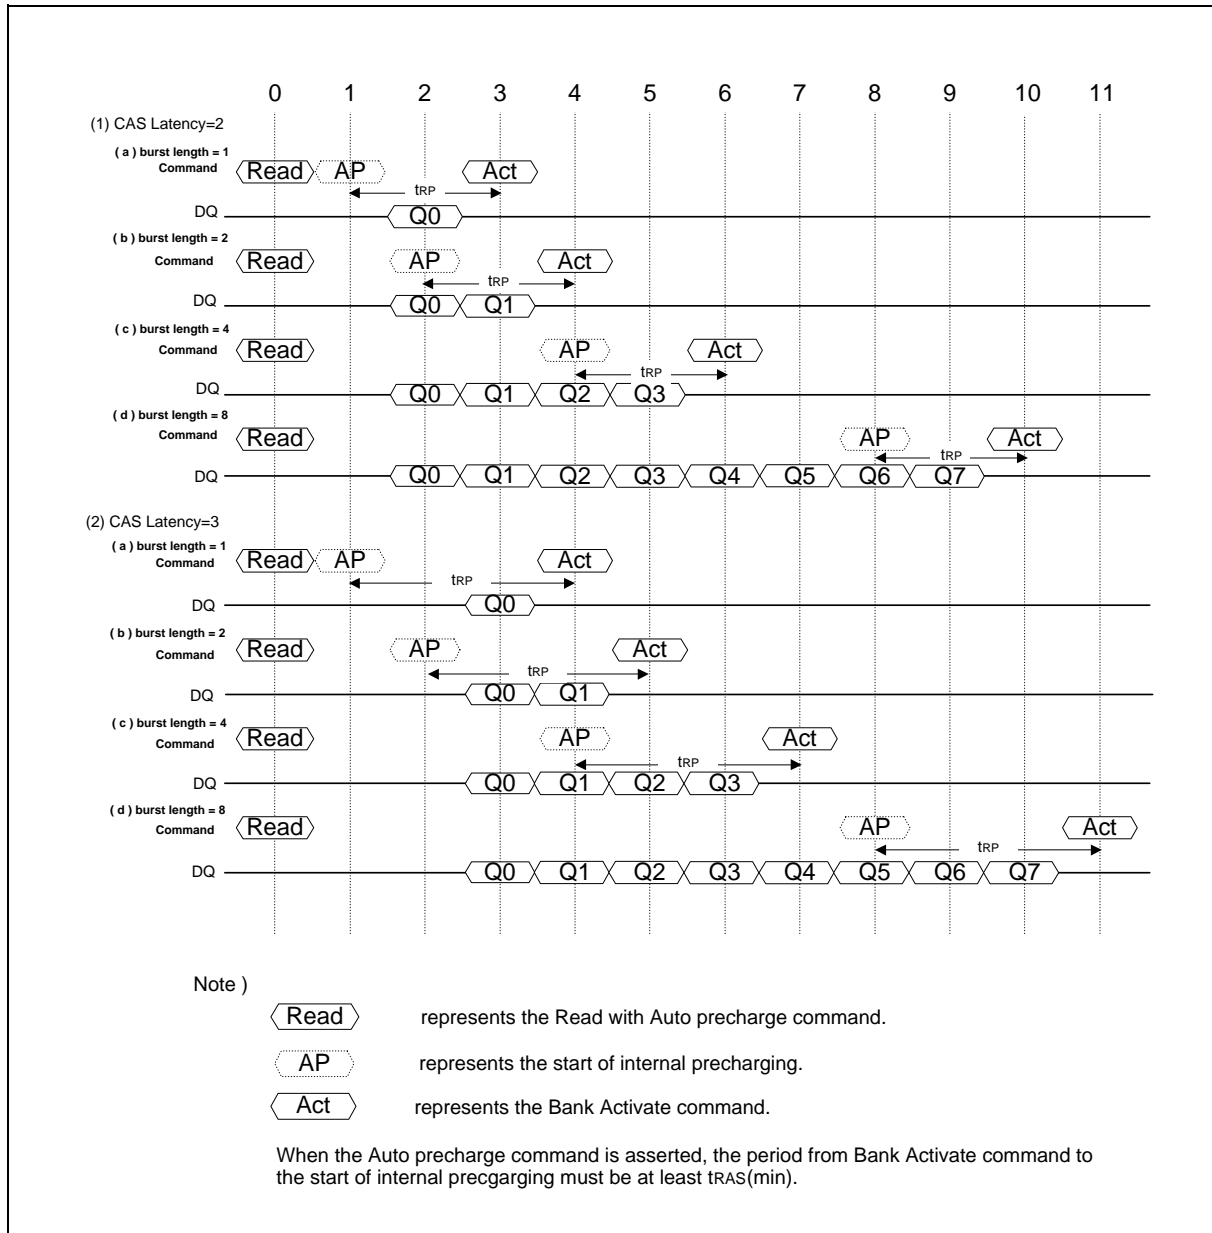 0 1 2 3 4 5 6 7 8 9 10 11
(1) CAS Latency=2
( a ) burst length = 1
Command Read AP Act
tRP
DQ Q0
( b ) burst length = 2
Command Read AP Act
tRP
DQ Q0 Q1
( c ) burst length = 4
Command Read AP Act
tRP
DQ Q0 Q1 Q2 Q3
( d ) burst length = 8
Command Read AP Act
tRP
DQ Q0 Q1 Q2 Q3 Q4 Q5 Q6 Q7
(2) CAS Latency=3
( a ) burst length = 1
Command Read AP Act
tRP
DQ Q0
( b ) burst length = 2
Command Read AP Act
tRP
DQ Q0 Q1
( c ) burst length = 4
Command Read AP Act
tRP
DQ Q0 Q1 Q2 Q3
( d ) burst length = 8
Command Read AP Act
tRP
DQ Q0 Q1 Q2 Q3 Q4 Q5 Q6 Q7
Note )
Read represents the Read with Auto precharge command.
AP represents the start of internal precharging.
Act represents the Bank Activate command.
When the Auto precharge command is asserted, the period from Bank Activate command to
the start of internal precgarging must be at least tRAS(min).